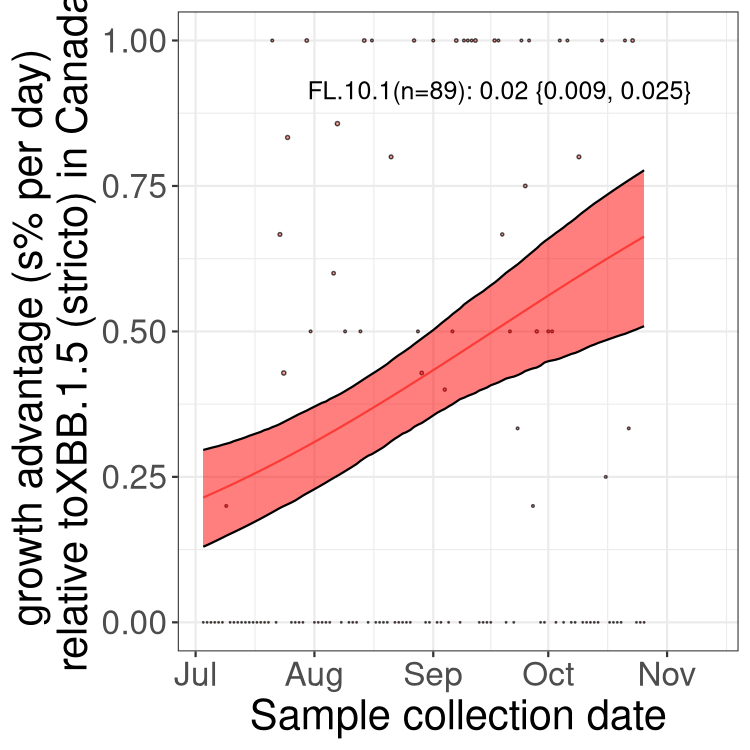 growth advantage (s% per day)
relative toXBB.1.5 (stricto) in Canada
1.00
0.75
0.50
0.25
0.00
FL.10.1(n=89): 0.02 {0.009, 0.025}
Jul Aug Sep Oct Nov
Sample collection date